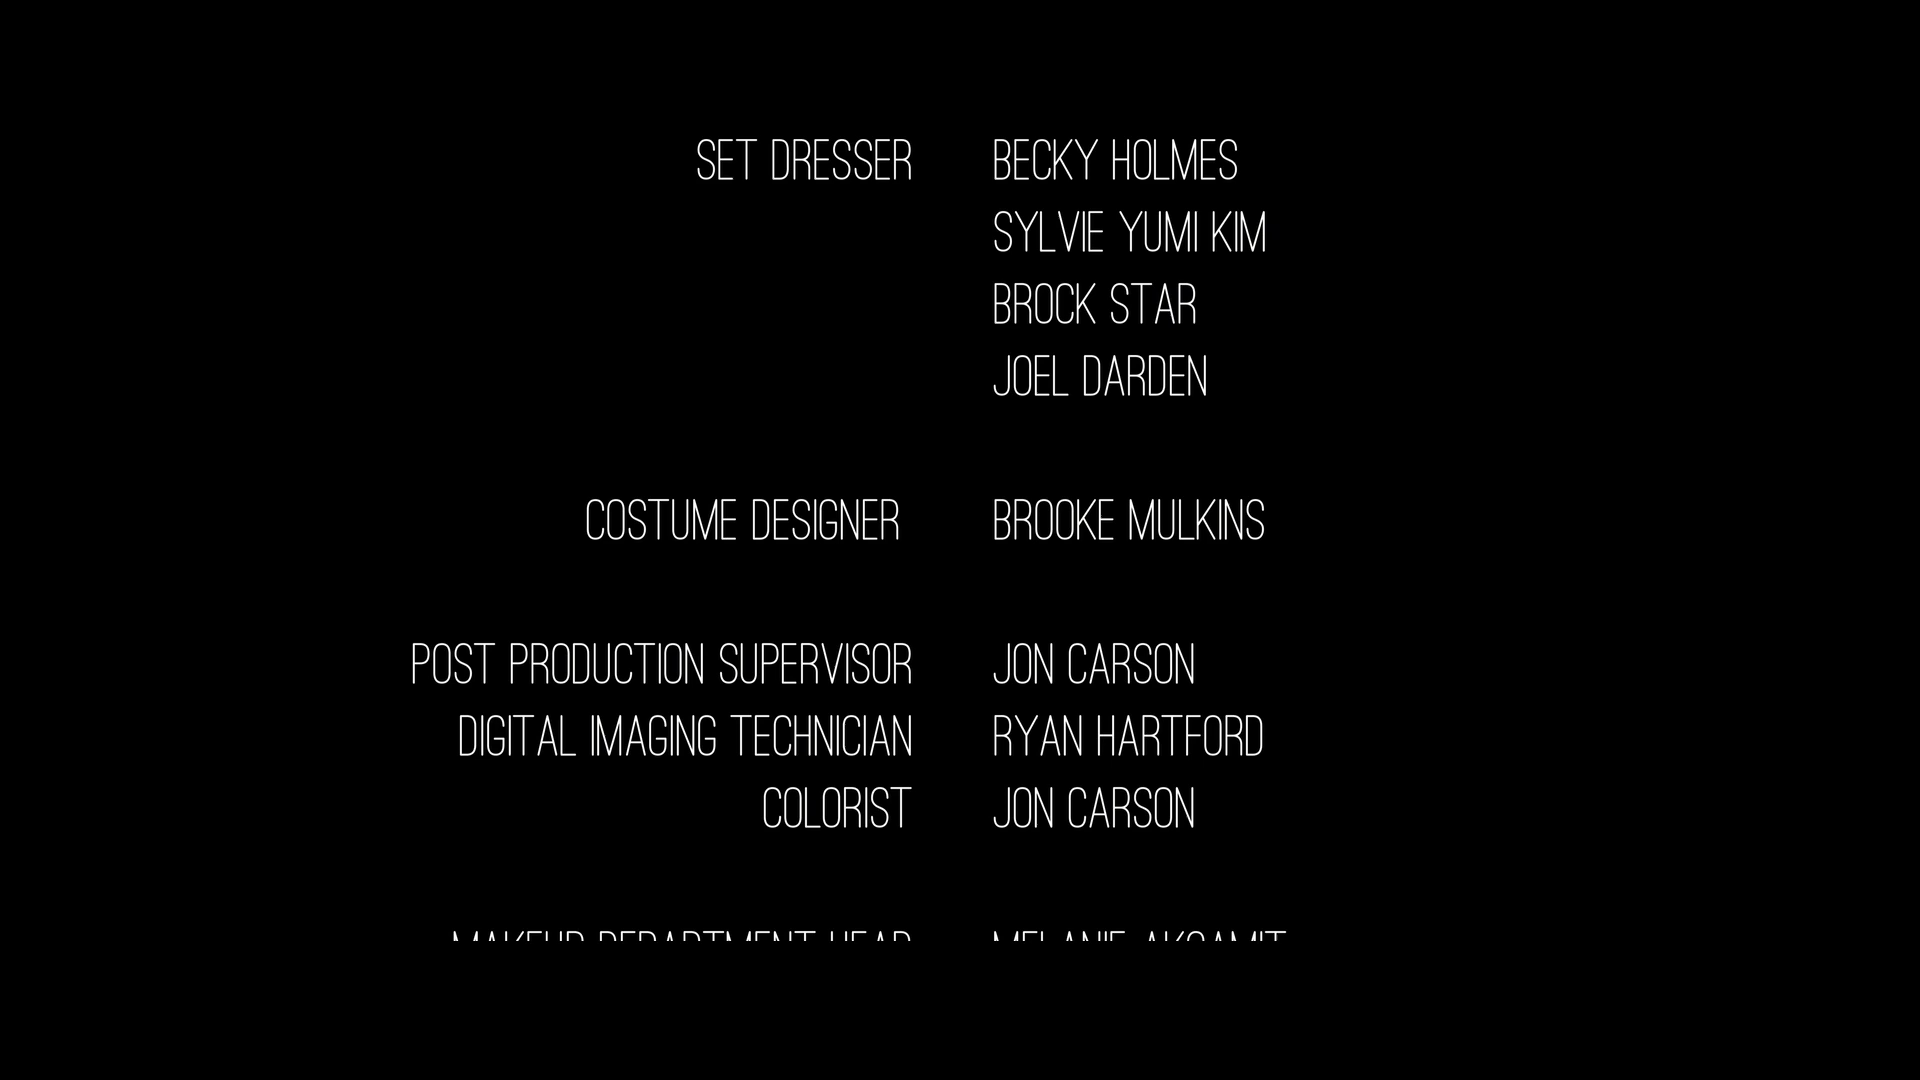 SET DRESSER BECKY HOLMES
SYLVIE YUMI KIM
BROCK STAR
JOEL DARDEN
COSTUME DESIGNER BROOKE MULKINS
POST PRODUCTION SUPERVISOR JON CARSON
DIGITAL IMAGING TECHNICIAN RYAN HARTFORD
COLORIST JON CARSON